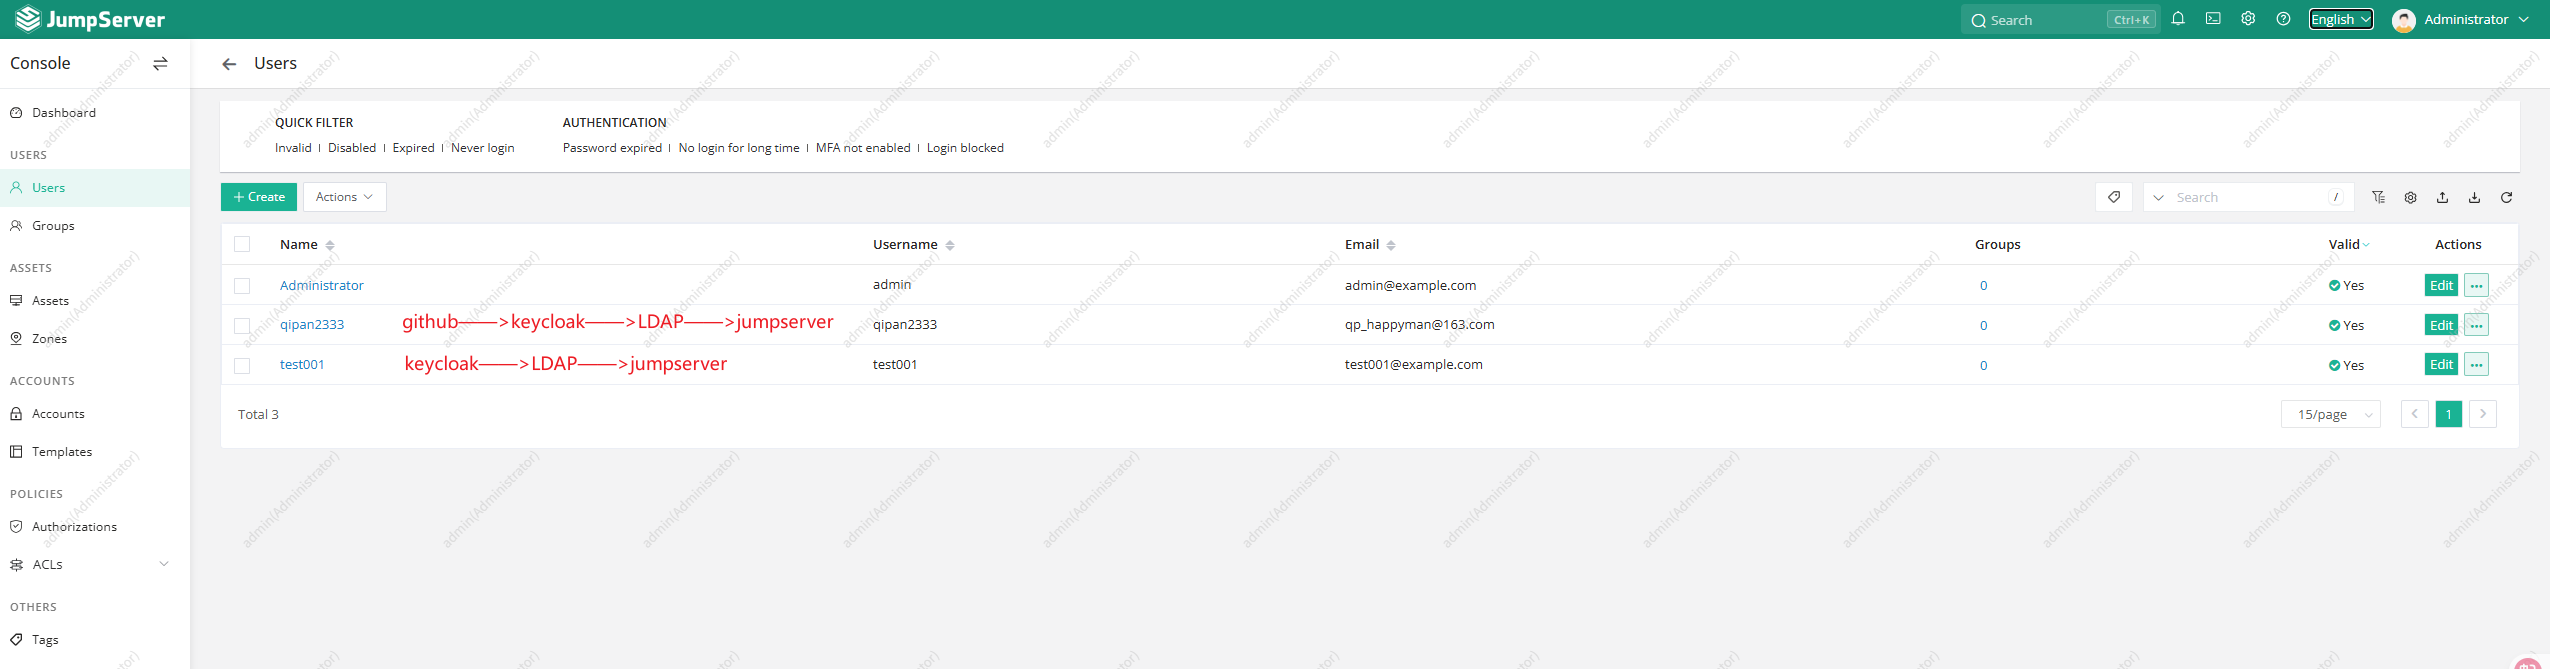 JumpServer
Search Ctrl+K English Administrator
Console
Users
Dashboard
USERS
Users
Groups
ASSETS
Assets
Zones
ACCOUNTS
Accounts
Templates
POLICIES
Authorizations
ACLs
OTHERS
Tags
QUICK FILTER
Invalid | Disabled | Expired | Never login
AUTHENTICATION
Password expired | No login for long time | MFA not enabled | Login blocked
+ Create Actions
Search /
Name Username Email Groups Valid Actions
Administrator admin admin@example.com 0 Yes Edit ...
qipan2333 github——>keycloak——>LDAP——>jumpserver qipan2333 qp_happyman@163.com 0 Yes Edit ...
test001 keycloak——>LDAP——>jumpserver test001 test001@example.com 0 Yes Edit ...
Total 3 15/page < 1 >
admin(Administrator)